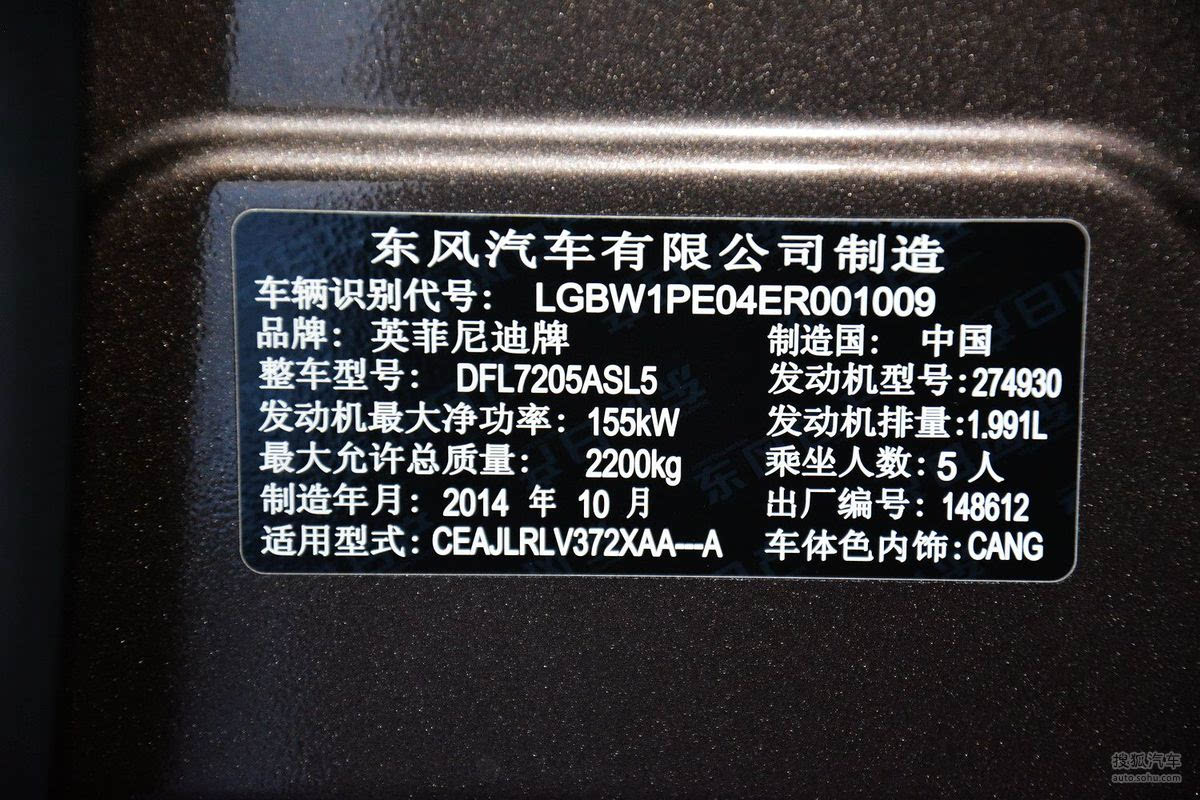 东风汽车有限公司制造
车辆识别代号： LGBW1PE04ER001009
品牌： 英菲尼迪牌 制造国： 中国
整车型号： DFL7205ASL5 发动机型号：274930
发动机最大净功率： 155kW 发动机排量：1.991L
最大允许总质量： 2200kg 乘坐人数：5 人
制造年月： 2014 年 10 月 出厂编号： 148612
适用型式：CEAJLRLV372XAA---A 车体色内饰：CANG
搜狐汽车
auto.sohu.com